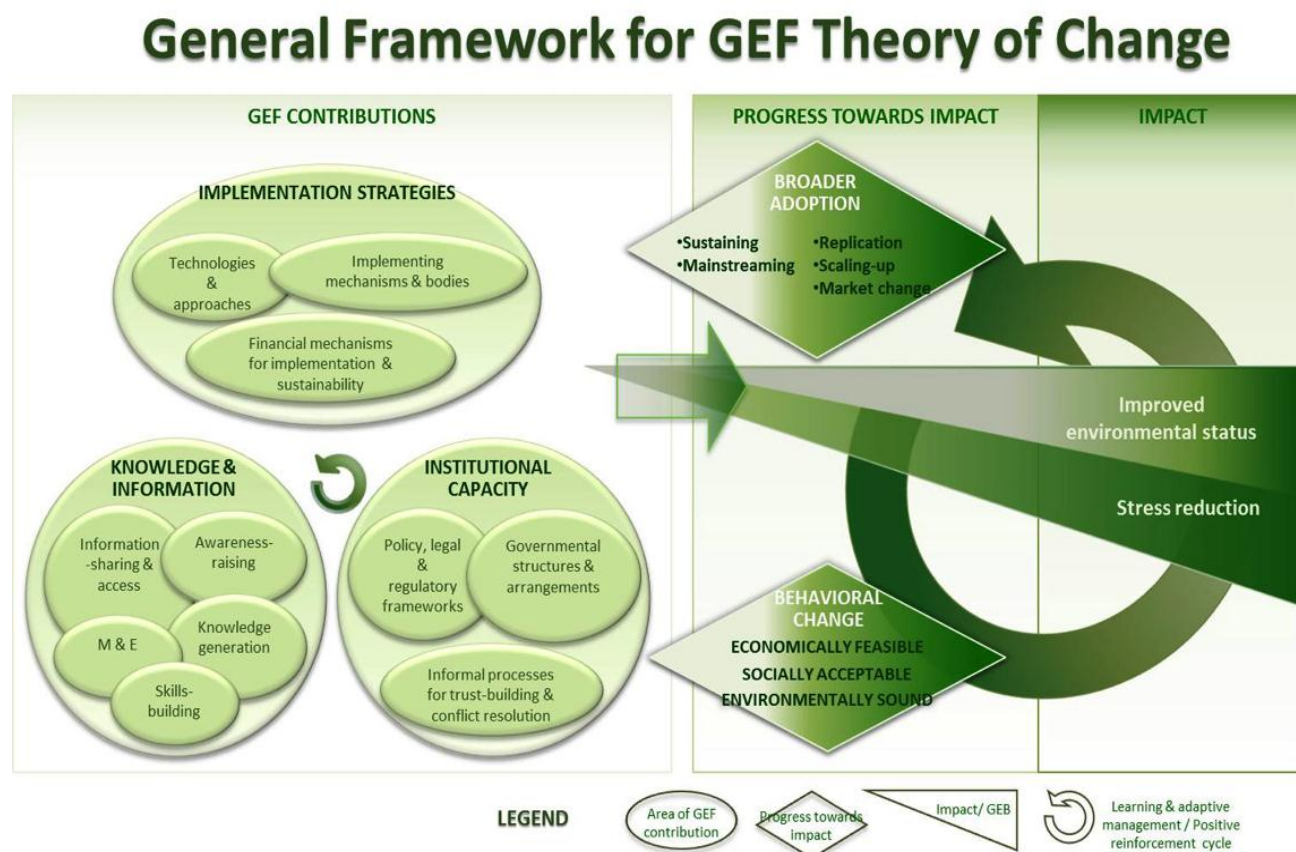 General Framework for GEF Theory of Change
GEF CONTRIBUTIONS
IMPLEMENTATION STRATEGIES
Technologies
&
approaches
Implementing
mechanisms & bodies
Financial mechanisms
for implementation &
sustainability
KNOWLEDGE &
INFORMATION
Information
-sharing &
access
Awareness-
raising
M & E
Knowledge
generation
Skills-
building
INSTITUTIONAL
CAPACITY
Policy, legal
&
regulatory
frameworks
Governmental
structures &
arrangements
Informal processes
for trust-building &
conflict resolution
PROGRESS TOWARDS IMPACT
BROADER
ADOPTION
•Sustaining
•Mainstreaming
•Replication
•Scaling-up
•Market change
BEHAVIORAL
CHANGE
ECONOMICALLY FEASIBLE
SOCIALLY ACCEPTABLE
ENVIRONMENTALLY SOUND
IMPACT
Improved
environmental status
Stress reduction
LEGEND
Area of GEF
contribution
Progress towards
impact
Impact/ GEB
Learning & adaptive
management / Positive
reinforcement cycle